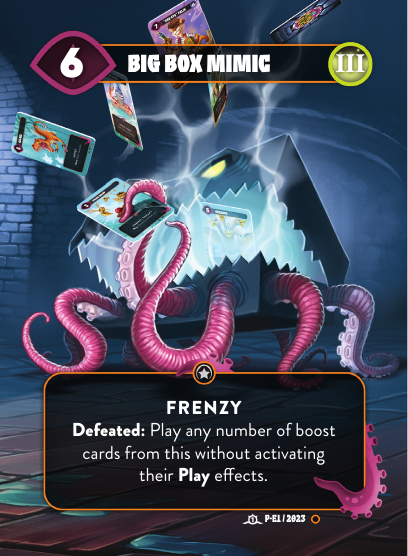 6 BIG BOX MIMIC III
FRENZY
Defeated: Play any number of boost
cards from this without activating
their Play effects.
P-E1 / 2023